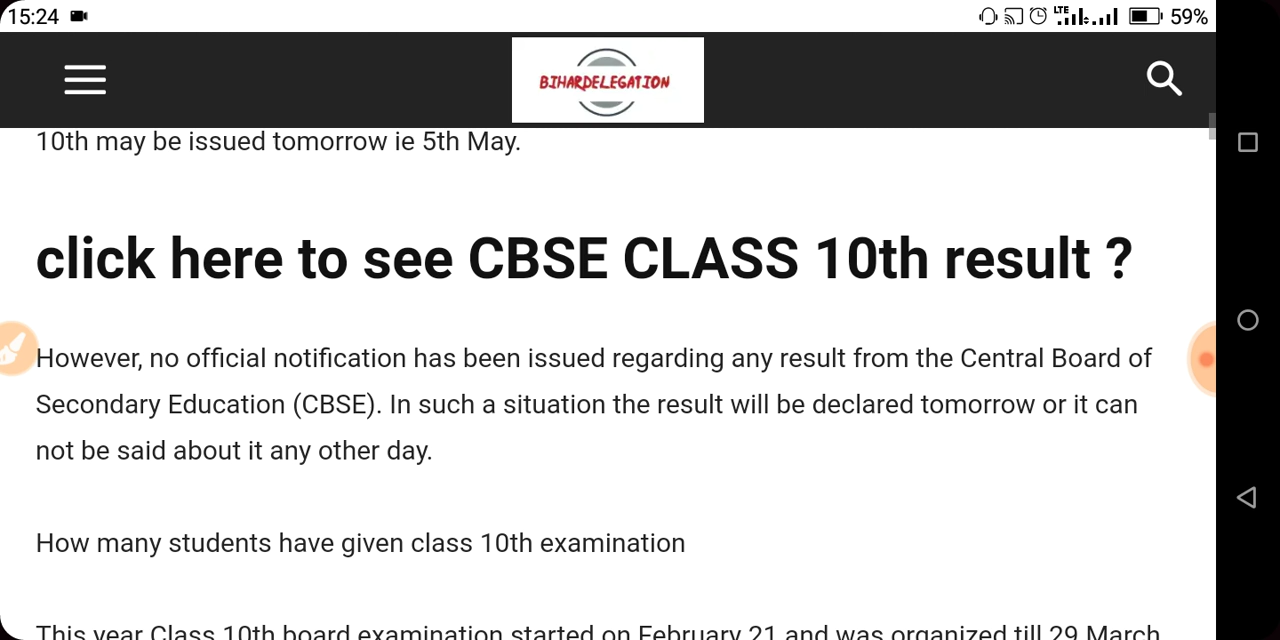 15:24
LTE
59%
BIHARDELEGATION
10th may be issued tomorrow ie 5th May.
click here to see CBSE CLASS 10th result ?
However, no official notification has been issued regarding any result from the Central Board of
Secondary Education (CBSE). In such a situation the result will be declared tomorrow or it can
not be said about it any other day.
How many students have given class 10th examination
This year Class 10th board examination started on February 21 and was organized till 29 March